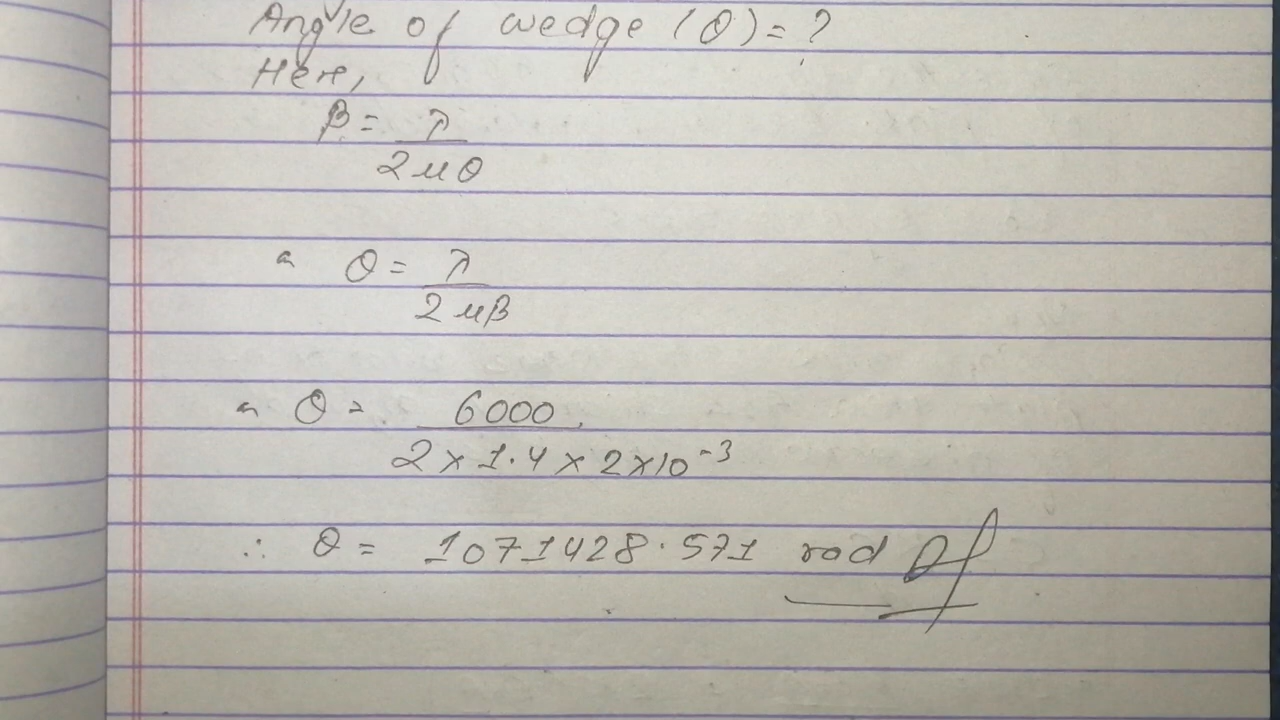 Angle of wedge (θ) = ?
Here,
β = λ
2μθ
θ = λ
2μβ
θ = 6000
2 × 1.4 × 2×10⁻³
∴ θ = 1071428.571 rad